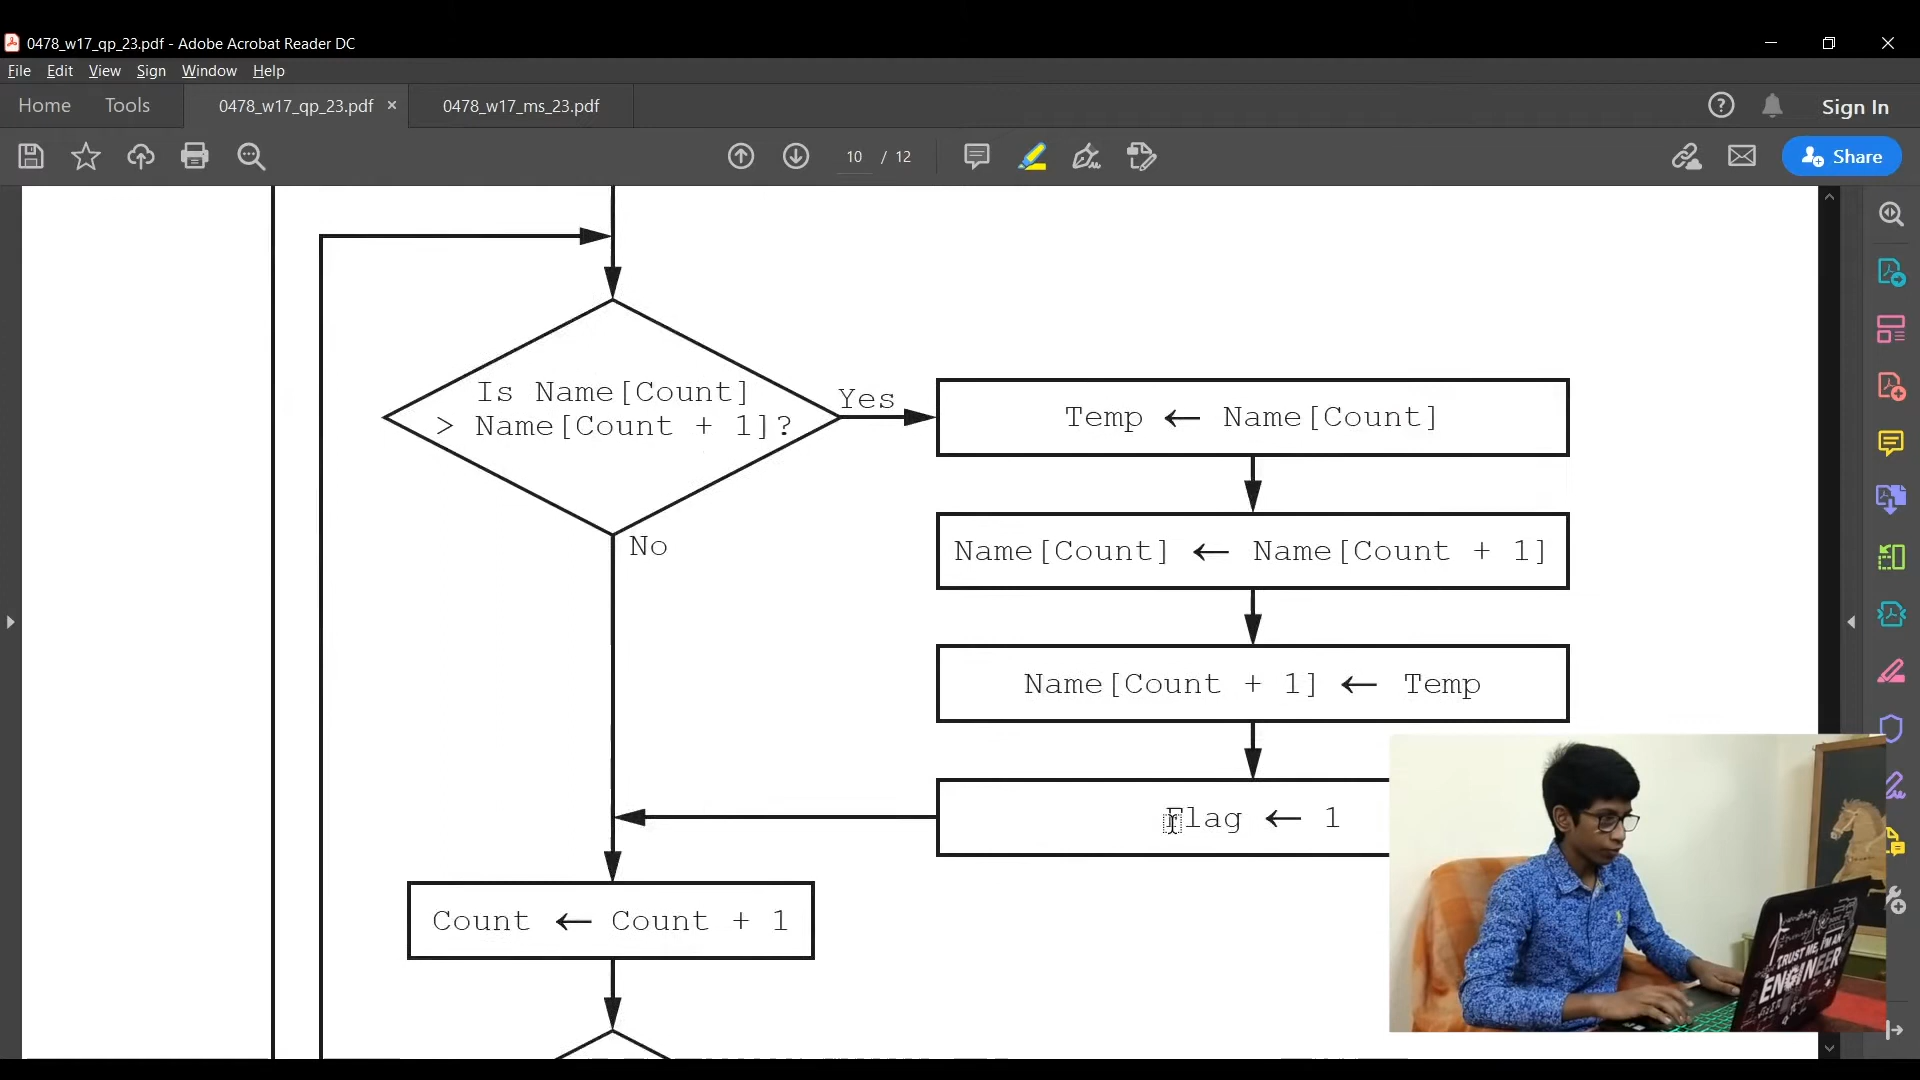 0478_w17_qp_23.pdf - Adobe Acrobat Reader DC
File Edit View Sign Window Help
Home Tools 0478_w17_qp_23.pdf × 0478_w17_ms_23.pdf
? Sign In
10 / 12
Share
Is Name[Count]
> Name[Count + 1]?
Yes
Temp ← Name[Count]
No
Name[Count] ← Name[Count + 1]
Name[Count + 1] ← Temp
Flag ← 1
Count ← Count + 1
TRUST ME, I'M AN
ENGINEER